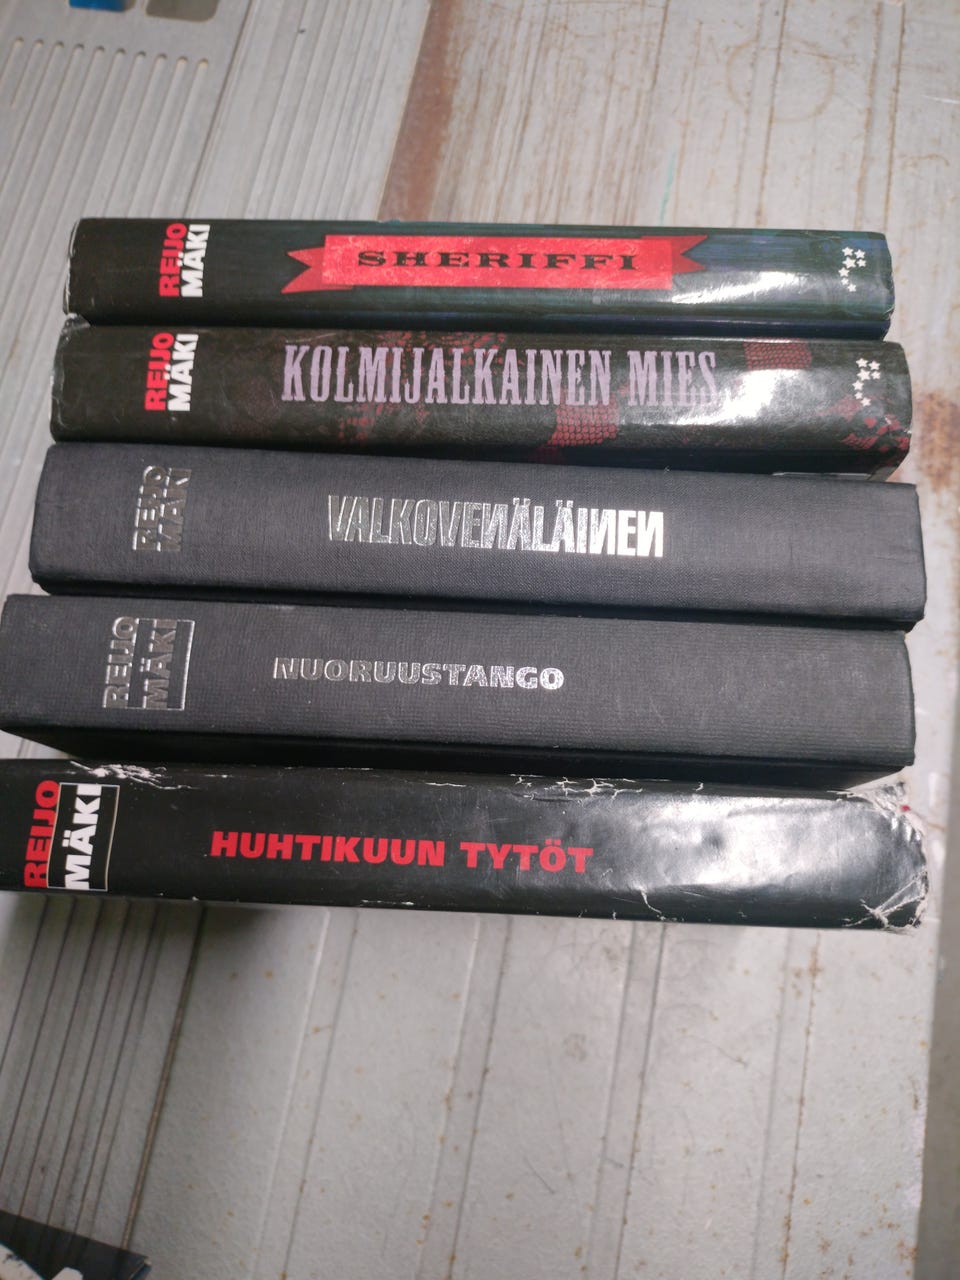 REIJO
MÄKI
SHERIFFI
REIJO
MÄKI
KOLMIJALKAINEN MIES
REIJO
MÄKI
VALKOVENÄLÄINEN
REIJO
MÄKI
NUORUUSTANGO
REIJO
MÄKI
HUHTIKUUN TYTÖT